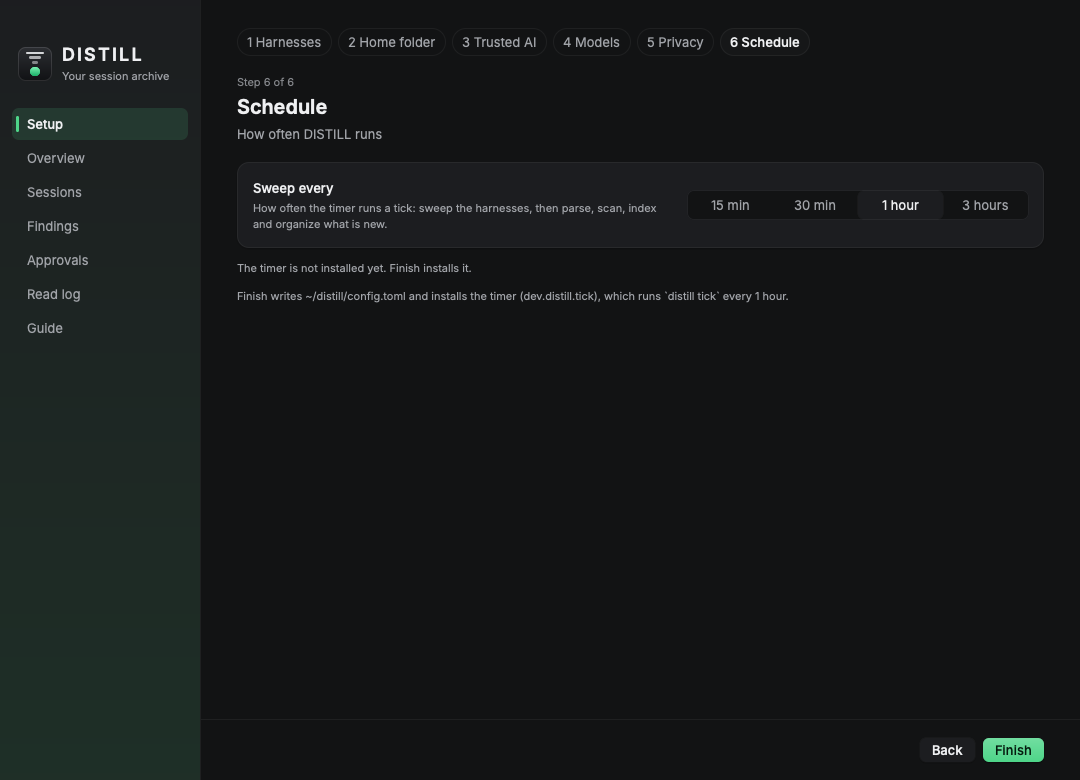 DISTILL
Your session archive
Setup
Overview
Sessions
Findings
Approvals
Read log
Guide
1 Harnesses
2 Home folder
3 Trusted AI
4 Models
5 Privacy
6 Schedule
Step 6 of 6
Schedule
How often DISTILL runs
Sweep every
How often the timer runs a tick: sweep the harnesses, then parse, scan, index
and organize what is new.
15 min
30 min
1 hour
3 hours
The timer is not installed yet. Finish installs it.
Finish writes ~/distill/config.toml and installs the timer (dev.distill.tick), which runs `distill tick` every 1 hour.
Back
Finish